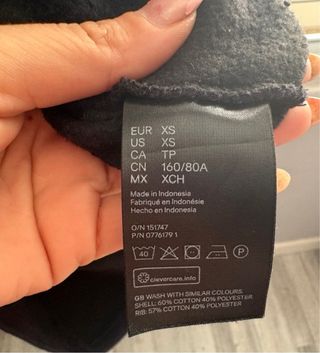 EUR XS
US XS
CA TP
CN 160/80A
MX XCH
Made in Indonesia
Fabriqué en Indonésie
Hecho en Indonesia
O/N 151747
P/N 0776179 1
40 P
clevercare.info
GB WASH WITH SIMILAR COLOURS.
SHELL: 60% COTTON 40% POLYESTER.
RIB: 57% COTTON 40% POLYESTER,